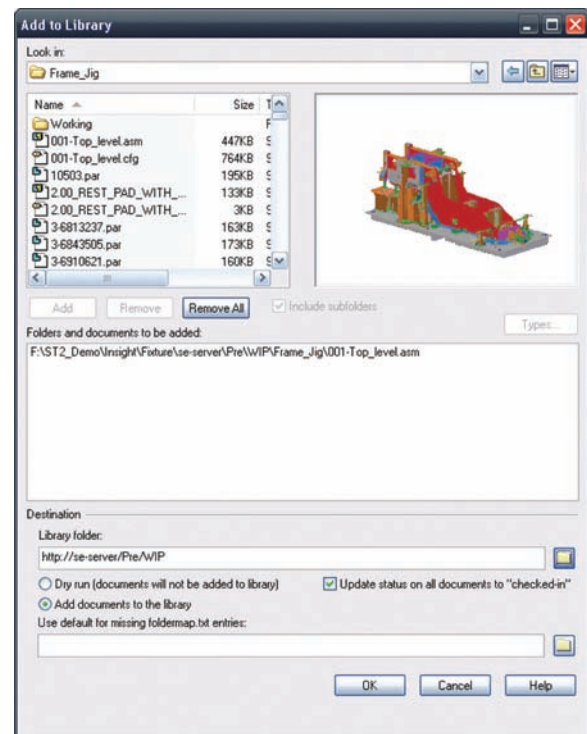 Add to Library
Look in:
Frame_Jig
Name Size T
Working F
001-Top_level.asm 447KB S
001-Top_level.cfg 764KB S
10503.par 195KB S
2.00_REST_PAD_WITH_... 133KB S
2.00_REST_PAD_WITH_... 3KB S
3-6813237.par 163KB S
3-6843505.par 173KB S
3-6910621.par 160KB S
Add Remove Remove All Include subfolders
Types...
Folders and documents to be added:
F:\ST2_Demo\Insight\Fixture\se-server\Pre\WIP\Frame_Jig\001-Top_level.asm
Destination
Library folder:
http://se-server/Pre/WIP
Dry run (documents will not be added to library) Update status on all documents to "checked-in"
Add documents to the library
Use default for missing foldermap.txt entries:
OK Cancel Help